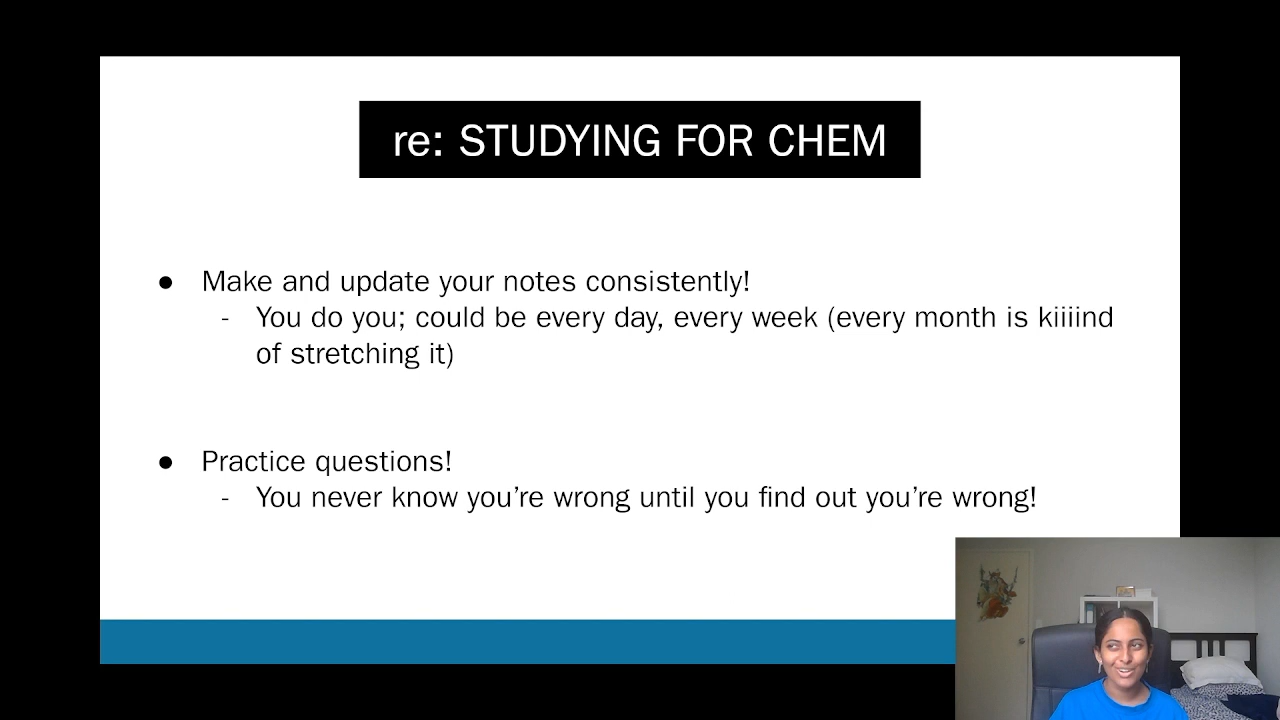 re: STUDYING FOR CHEM
● Make and update your notes consistently!
- You do you; could be every day, every week (every month is kiiiind
of stretching it)
● Practice questions!
- You never know you’re wrong until you find out you’re wrong!